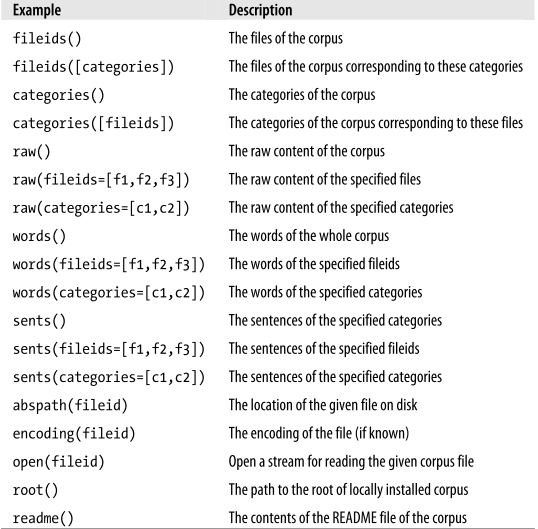 Example Description
fileids() The files of the corpus
fileids([categories]) The files of the corpus corresponding to these categories
categories() The categories of the corpus
categories([fileids]) The categories of the corpus corresponding to these files
raw() The raw content of the corpus
raw(fileids=[f1,f2,f3]) The raw content of the specified files
raw(categories=[c1,c2]) The raw content of the specified categories
words() The words of the whole corpus
words(fileids=[f1,f2,f3]) The words of the specified fileids
words(categories=[c1,c2]) The words of the specified categories
sents() The sentences of the specified categories
sents(fileids=[f1,f2,f3]) The sentences of the specified fileids
sents(categories=[c1,c2]) The sentences of the specified categories
abspath(fileid) The location of the given file on disk
encoding(fileid) The encoding of the file (if known)
open(fileid) Open a stream for reading the given corpus file
root() The path to the root of locally installed corpus
readme() The contents of the README file of the corpus